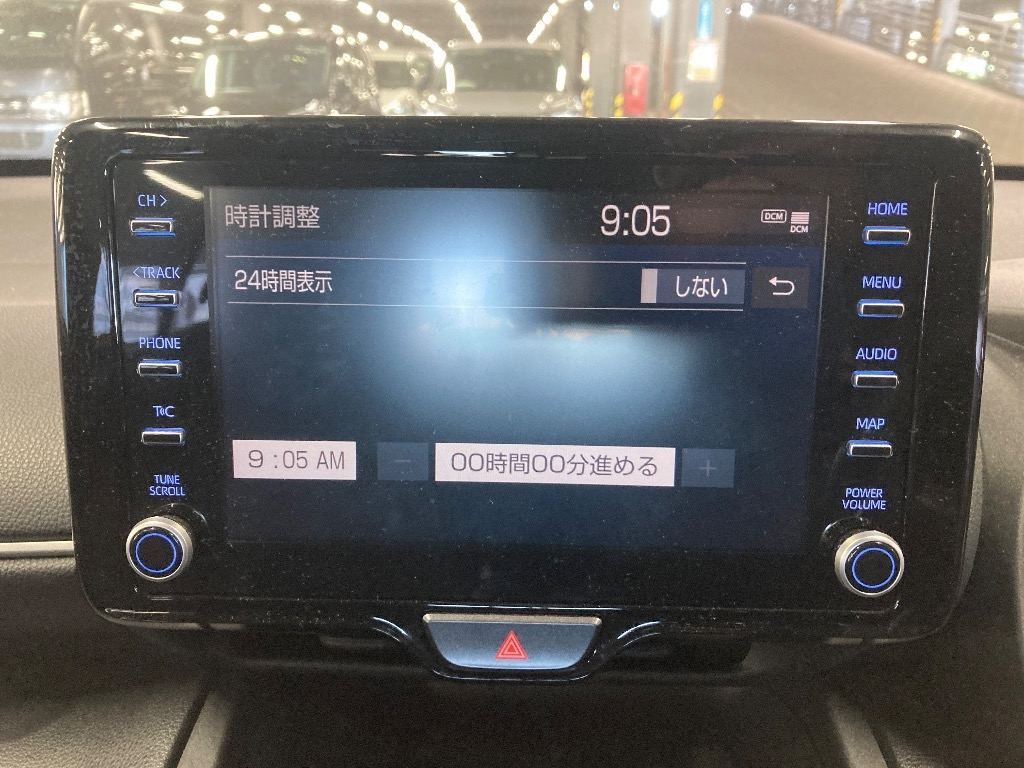 時計調整
9:05
DCM
DCM
24時間表示
しない
9:05 AM
−
00時間00分進める
+
CH >
< TRACK
PHONE
T&C
TUNE
SCROLL
HOME
MENU
AUDIO
MAP
POWER
VOLUME